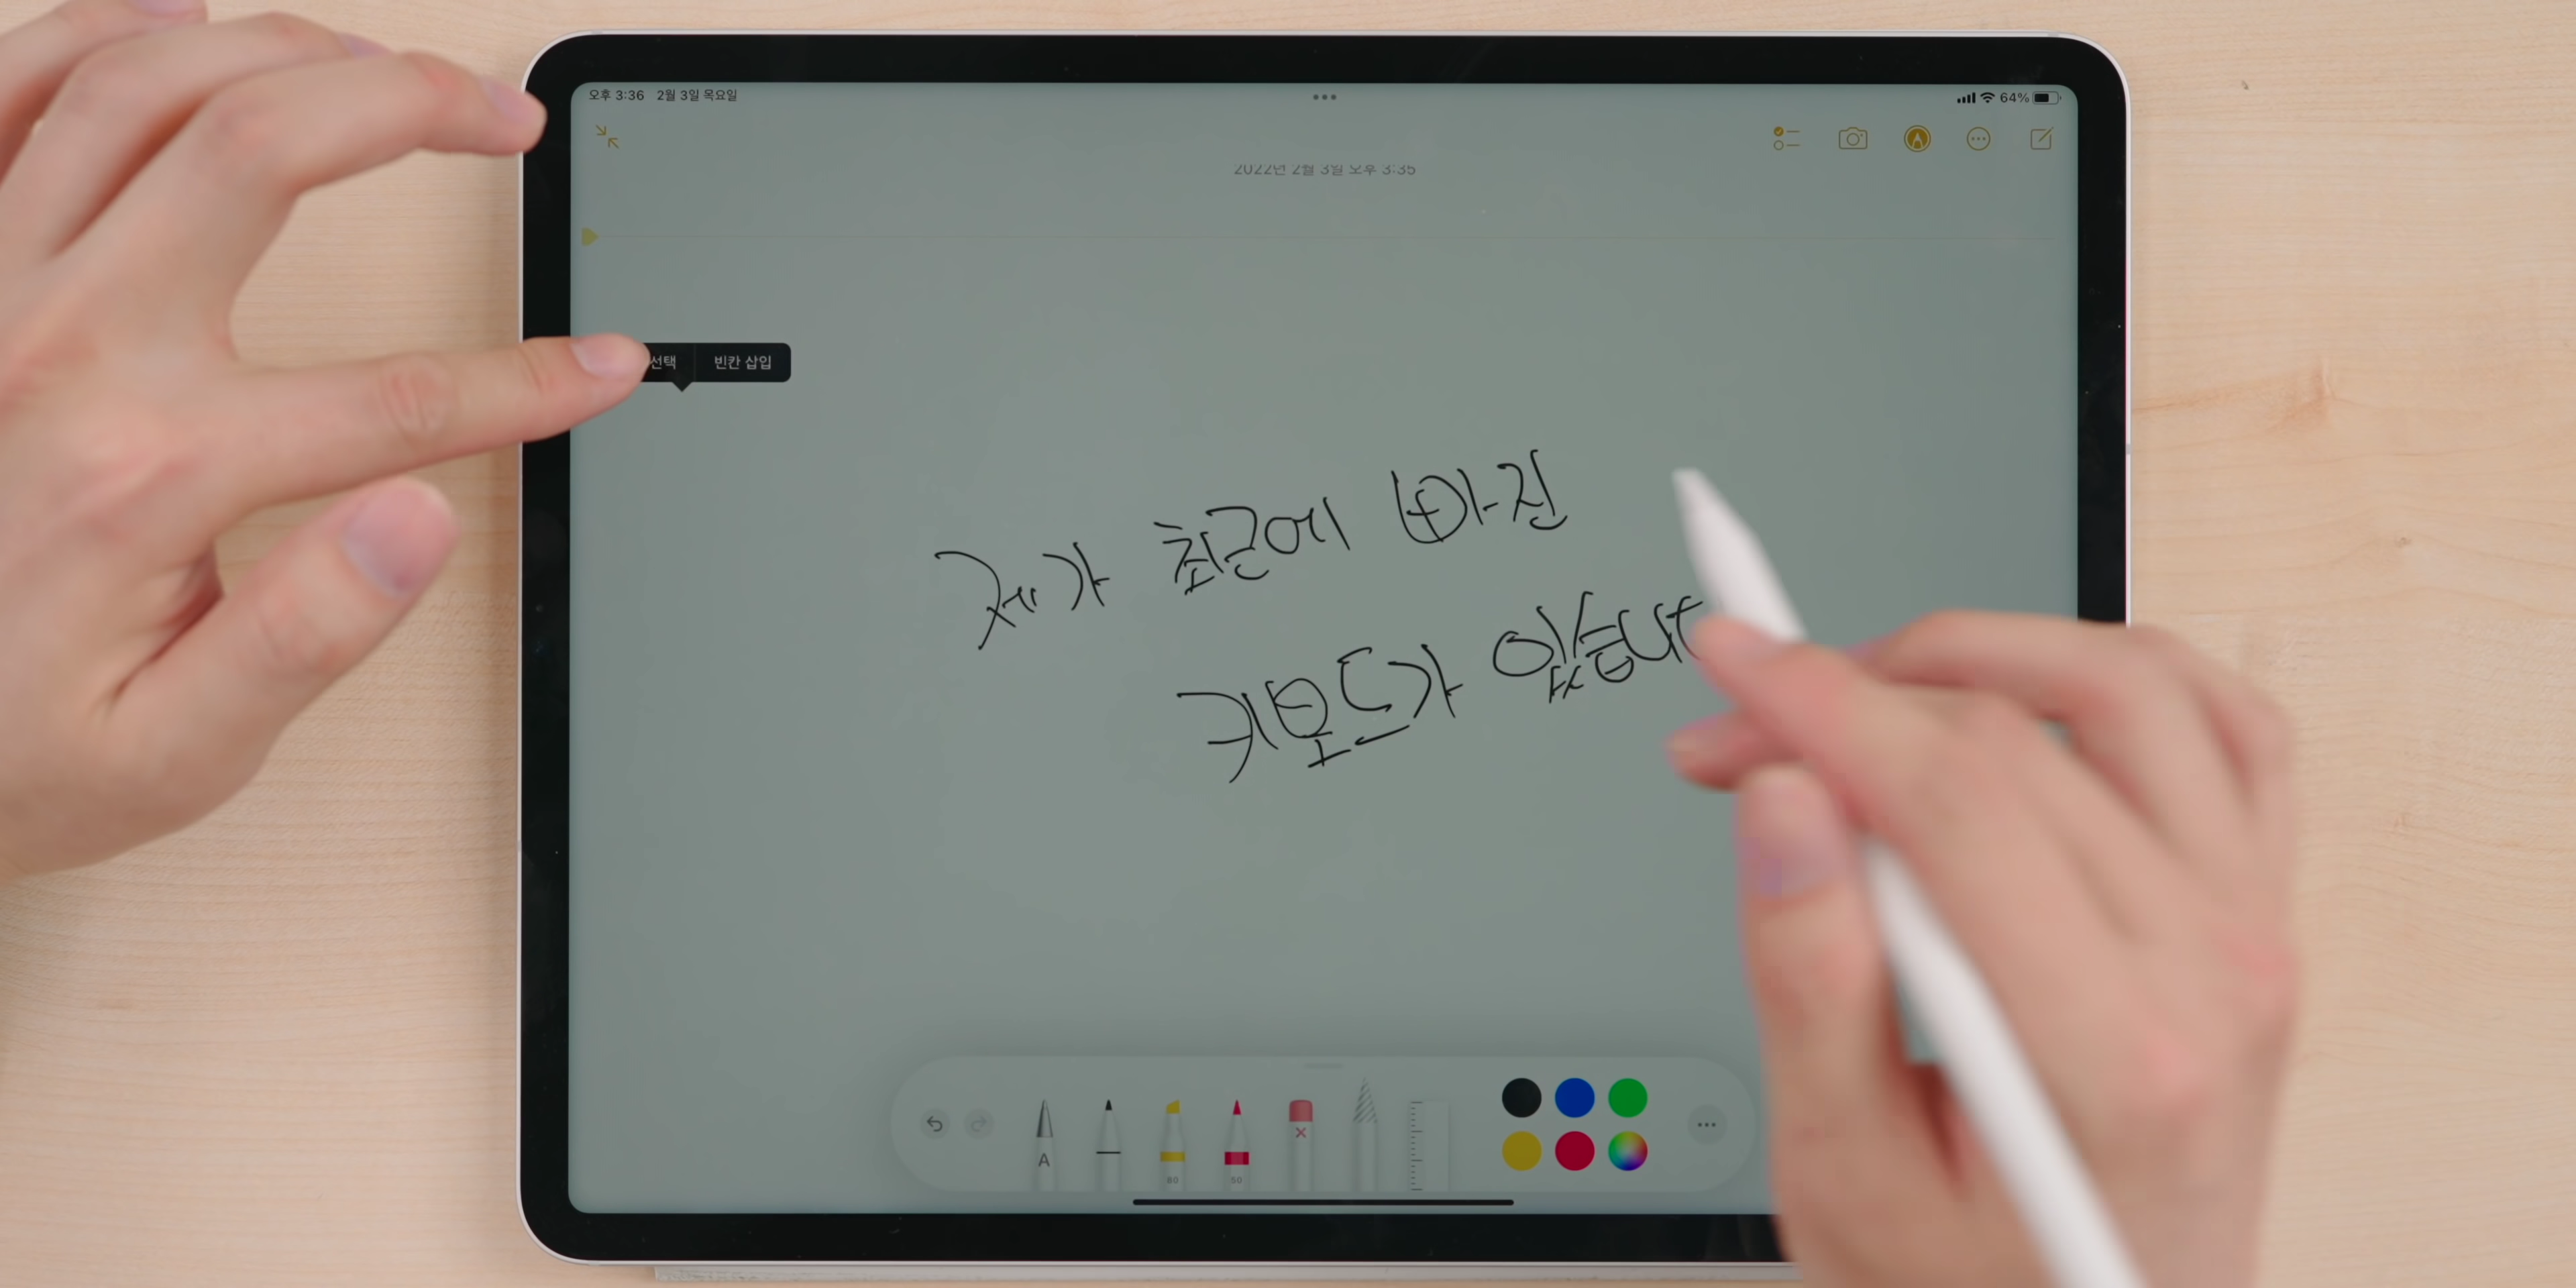 오후 3:36 2월 3일 목요일
64%
2022년 2월 3일 오후 3:35
선택 빈칸 삽입
제가 최근에 빠진
키보드가 있습니다
A
80 50